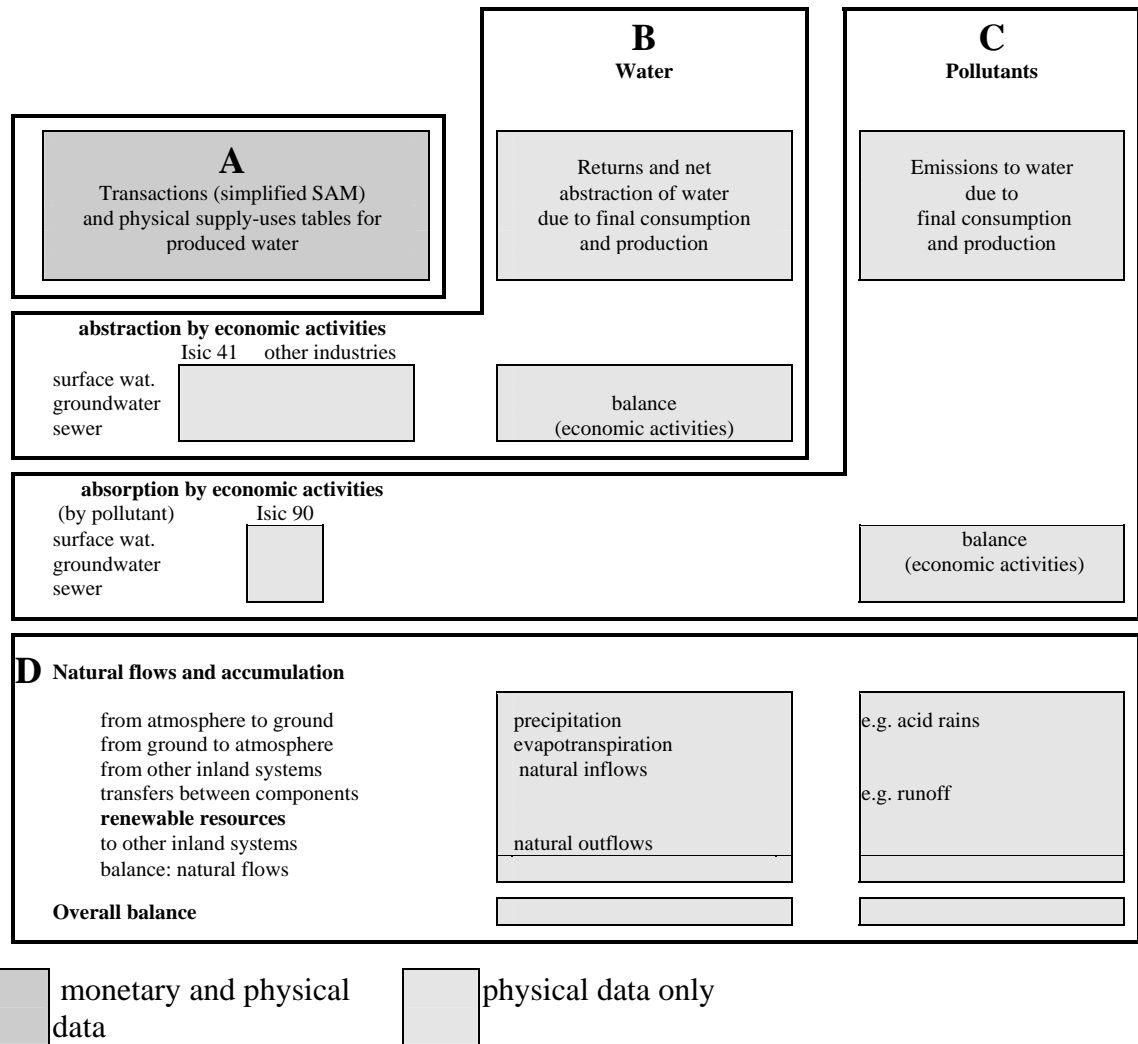 B
Water
C
Pollutants
A
Transactions (simplified SAM)
and physical supply-uses tables for
produced water
Returns and net
abstraction of water
due to final consumption
and production
Emissions to water
due to
final consumption
and production
abstraction by economic activities
Isic 41 other industries
surface wat.
groundwater
sewer
balance
(economic activities)
absorption by economic activities
(by pollutant) Isic 90
surface wat.
groundwater
sewer
balance
(economic activities)
D Natural flows and accumulation
from atmosphere to ground precipitation e.g. acid rains
from ground to atmosphere evapotranspiration
from other inland systems natural inflows
transfers between components e.g. runoff
renewable resources
to other inland systems natural outflows
balance: natural flows
Overall balance
monetary and physical
data
physical data only